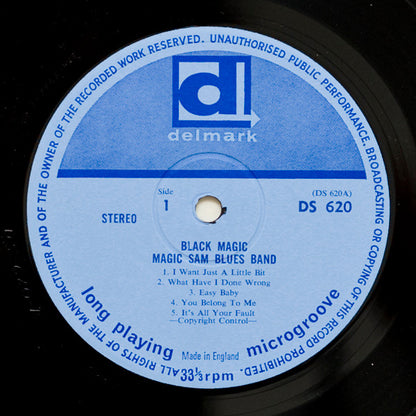 ALL RIGHTS OF THE MANUFACTURER AND OF THE OWNER OF THE RECORDED WORK RESERVED. UNAUTHORISED PUBLIC PERFORMANCE, BROADCASTING OR COPYING OF THIS RECORD PROHIBITED.
d
delmark
Side
1
(DS 620A)
DS 620
STEREO
BLACK MAGIC
MAGIC SAM BLUES BAND
1. I Want Just A Little Bit
2. What Have I Done Wrong
3. Easy Baby
4. You Belong To Me
5. It's All Your Fault
—Copyright Control—
long playing
microgroove
Made in England
33⅓rpm